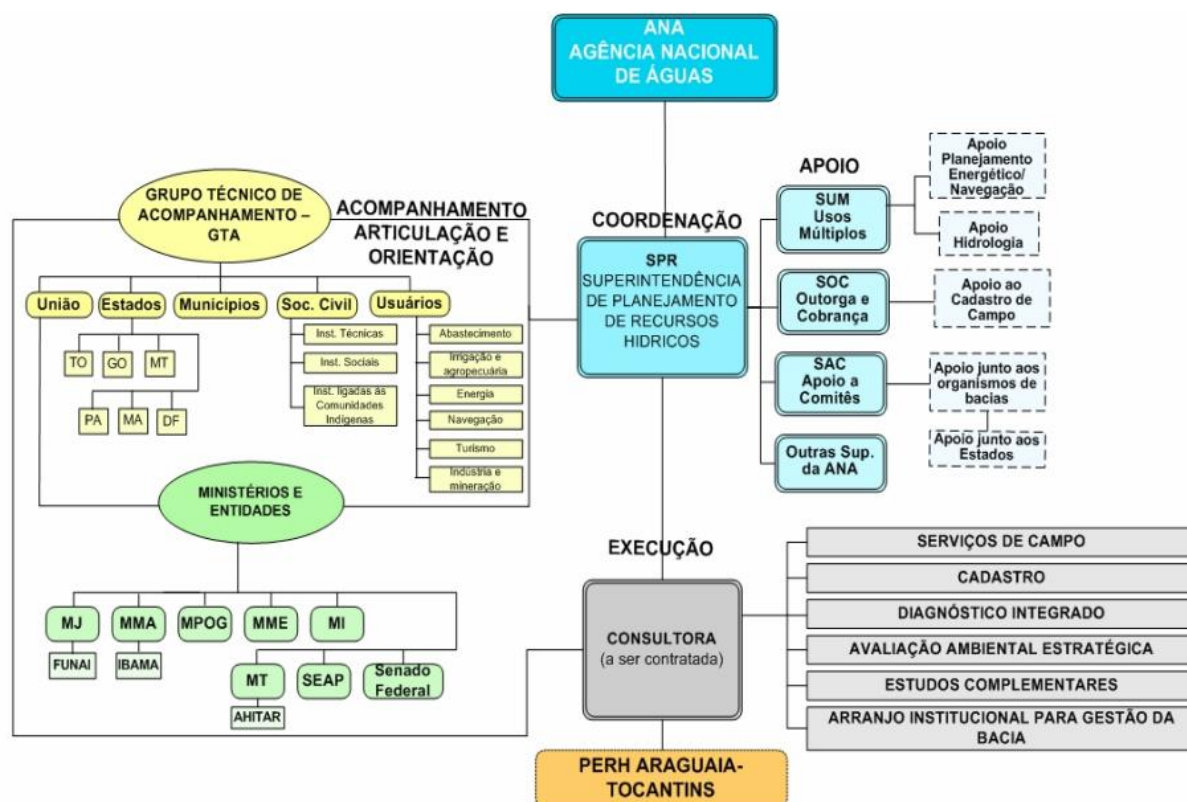 ANA
AGÊNCIA NACIONAL
DE ÁGUAS
GRUPO TÉCNICO DE
ACOMPANHAMENTO –
GTA
ACOMPANHAMENTO
ARTICULAÇÃO E
ORIENTAÇÃO
COORDENAÇÃO
SPR
SUPERINTENDÊNCIA
DE PLANEJAMENTO
DE RECURSOS
HIDRICOS
APOIO
SUM
Usos
Múltiplos
Apoio
Planejamento
Energético/
Navegação
Apoio
Hidrologia
SOC
Outorga e
Cobrança
Apoio ao
Cadastro de
Campo
SAC
Apoio a
Comitês
Apoio junto aos
organismos de
bacias
Apoio junto aos
Estados
Outras Sup.
da ANA
União
Estados
Municípios
Soc. Civil
Usuários
TO
GO
MT
PA
MA
DF
Inst. Técnicas
Inst. Sociais
Inst. ligadas ás
Comunidades
Indígenas
Abastecimento
Irrigação e
agropecuária
Energia
Navegação
Turismo
Indústria e
mineração
MINISTÉRIOS E
ENTIDADES
MJ
MMA
MPOG
MME
MI
FUNAI
IBAMA
MT
SEAP
Senado
Federal
AHITAR
EXECUÇÃO
CONSULTORA
(a ser contratada)
SERVIÇOS DE CAMPO
CADASTRO
DIAGNÓSTICO INTEGRADO
AVALIAÇÃO AMBIENTAL ESTRATÉGICA
ESTUDOS COMPLEMENTARES
ARRANJO INSTITUCIONAL PARA GESTÃO DA
BACIA
PERH ARAGUAIA-
TOCANTINS